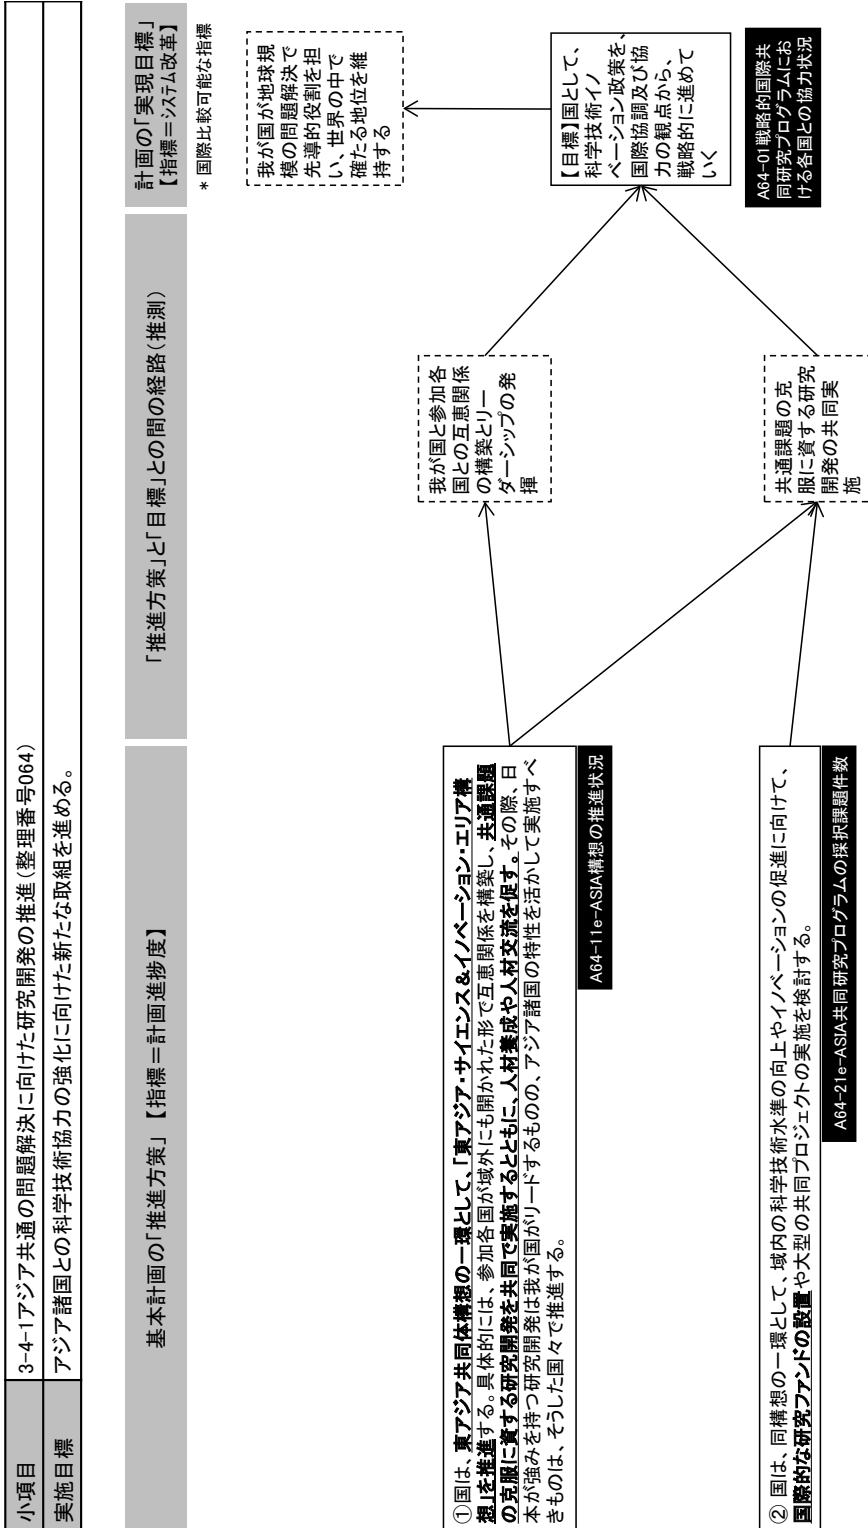 小項目
3-4-1アジア共通の問題解決に向けた研究開発の推進(整理番号064)
実施目標
アジア諸国との科学技術協力の強化に向けた新たな取組を進める。
基本計画の「推進方策」【指標＝計画進捗度】
「推進方策」と「目標」との間の経路(推測)
計画の「実現目標」
【指標＝システム改革】
* 国際比較可能な指標
①国は、東アジア共同体構想の一環として、「東アジア・サイエンス&イノベーション・エリア構
想」を推進する。具体的には、参加各国が域外にも開かれた形で互恵関係を構築し、共通課題
の克服に資する研究開発を共同で実施するとともに、人材養成や人材交流を促す。その際、日
本が強みを持つ研究開発は我が国がリードするものの、アジア諸国の特性を活かして実施すべ
きものは、そうした国々で推進する。
A64-11e-ASIA構想の推進状況
② 国は、同構想の一環として、域内の科学技術水準の向上やイノベーションの促進に向けて、
国際的な研究ファンドの設置や大型の共同プロジェクトの実施を検討する。
A64-21e-ASIA共同研究プログラムの採択課題件数
我が国と参加各
国との互恵関係
の構築とリー
ダーシップの発
揮
共通課題の克
服に資する研究
開発の共同実
施
我が国が地球規
模の問題解決で
先導的役割を担
い、世界の中で
確たる地位を維
持する
【目標】国として、
科学技術イノ
ベーション政策を、
国際協調及び協
力の観点から、
戦略的に進めて
いく
A64-01戦略的国際共
同研究プログラムにお
ける各国との協力状況